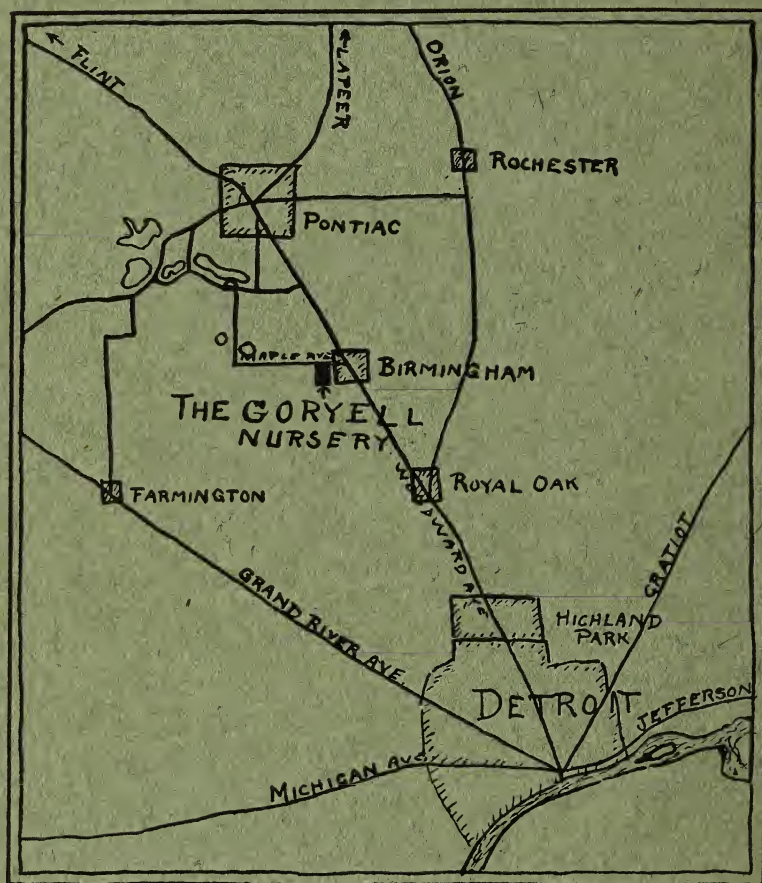 ← FLINT
← LAPEER
ORION
ROCHESTER
PONTIAC
MAPLE AVE
BIRMINGHAM
THE CORYELL
NURSERY
FARMINGTON
ROYAL OAK
WOODWARD AVE
GRATIOT
GRAND RIVER AVE.
HIGHLAND
PARK
DETROIT
JEFFERSON
MICHIGAN AVE.